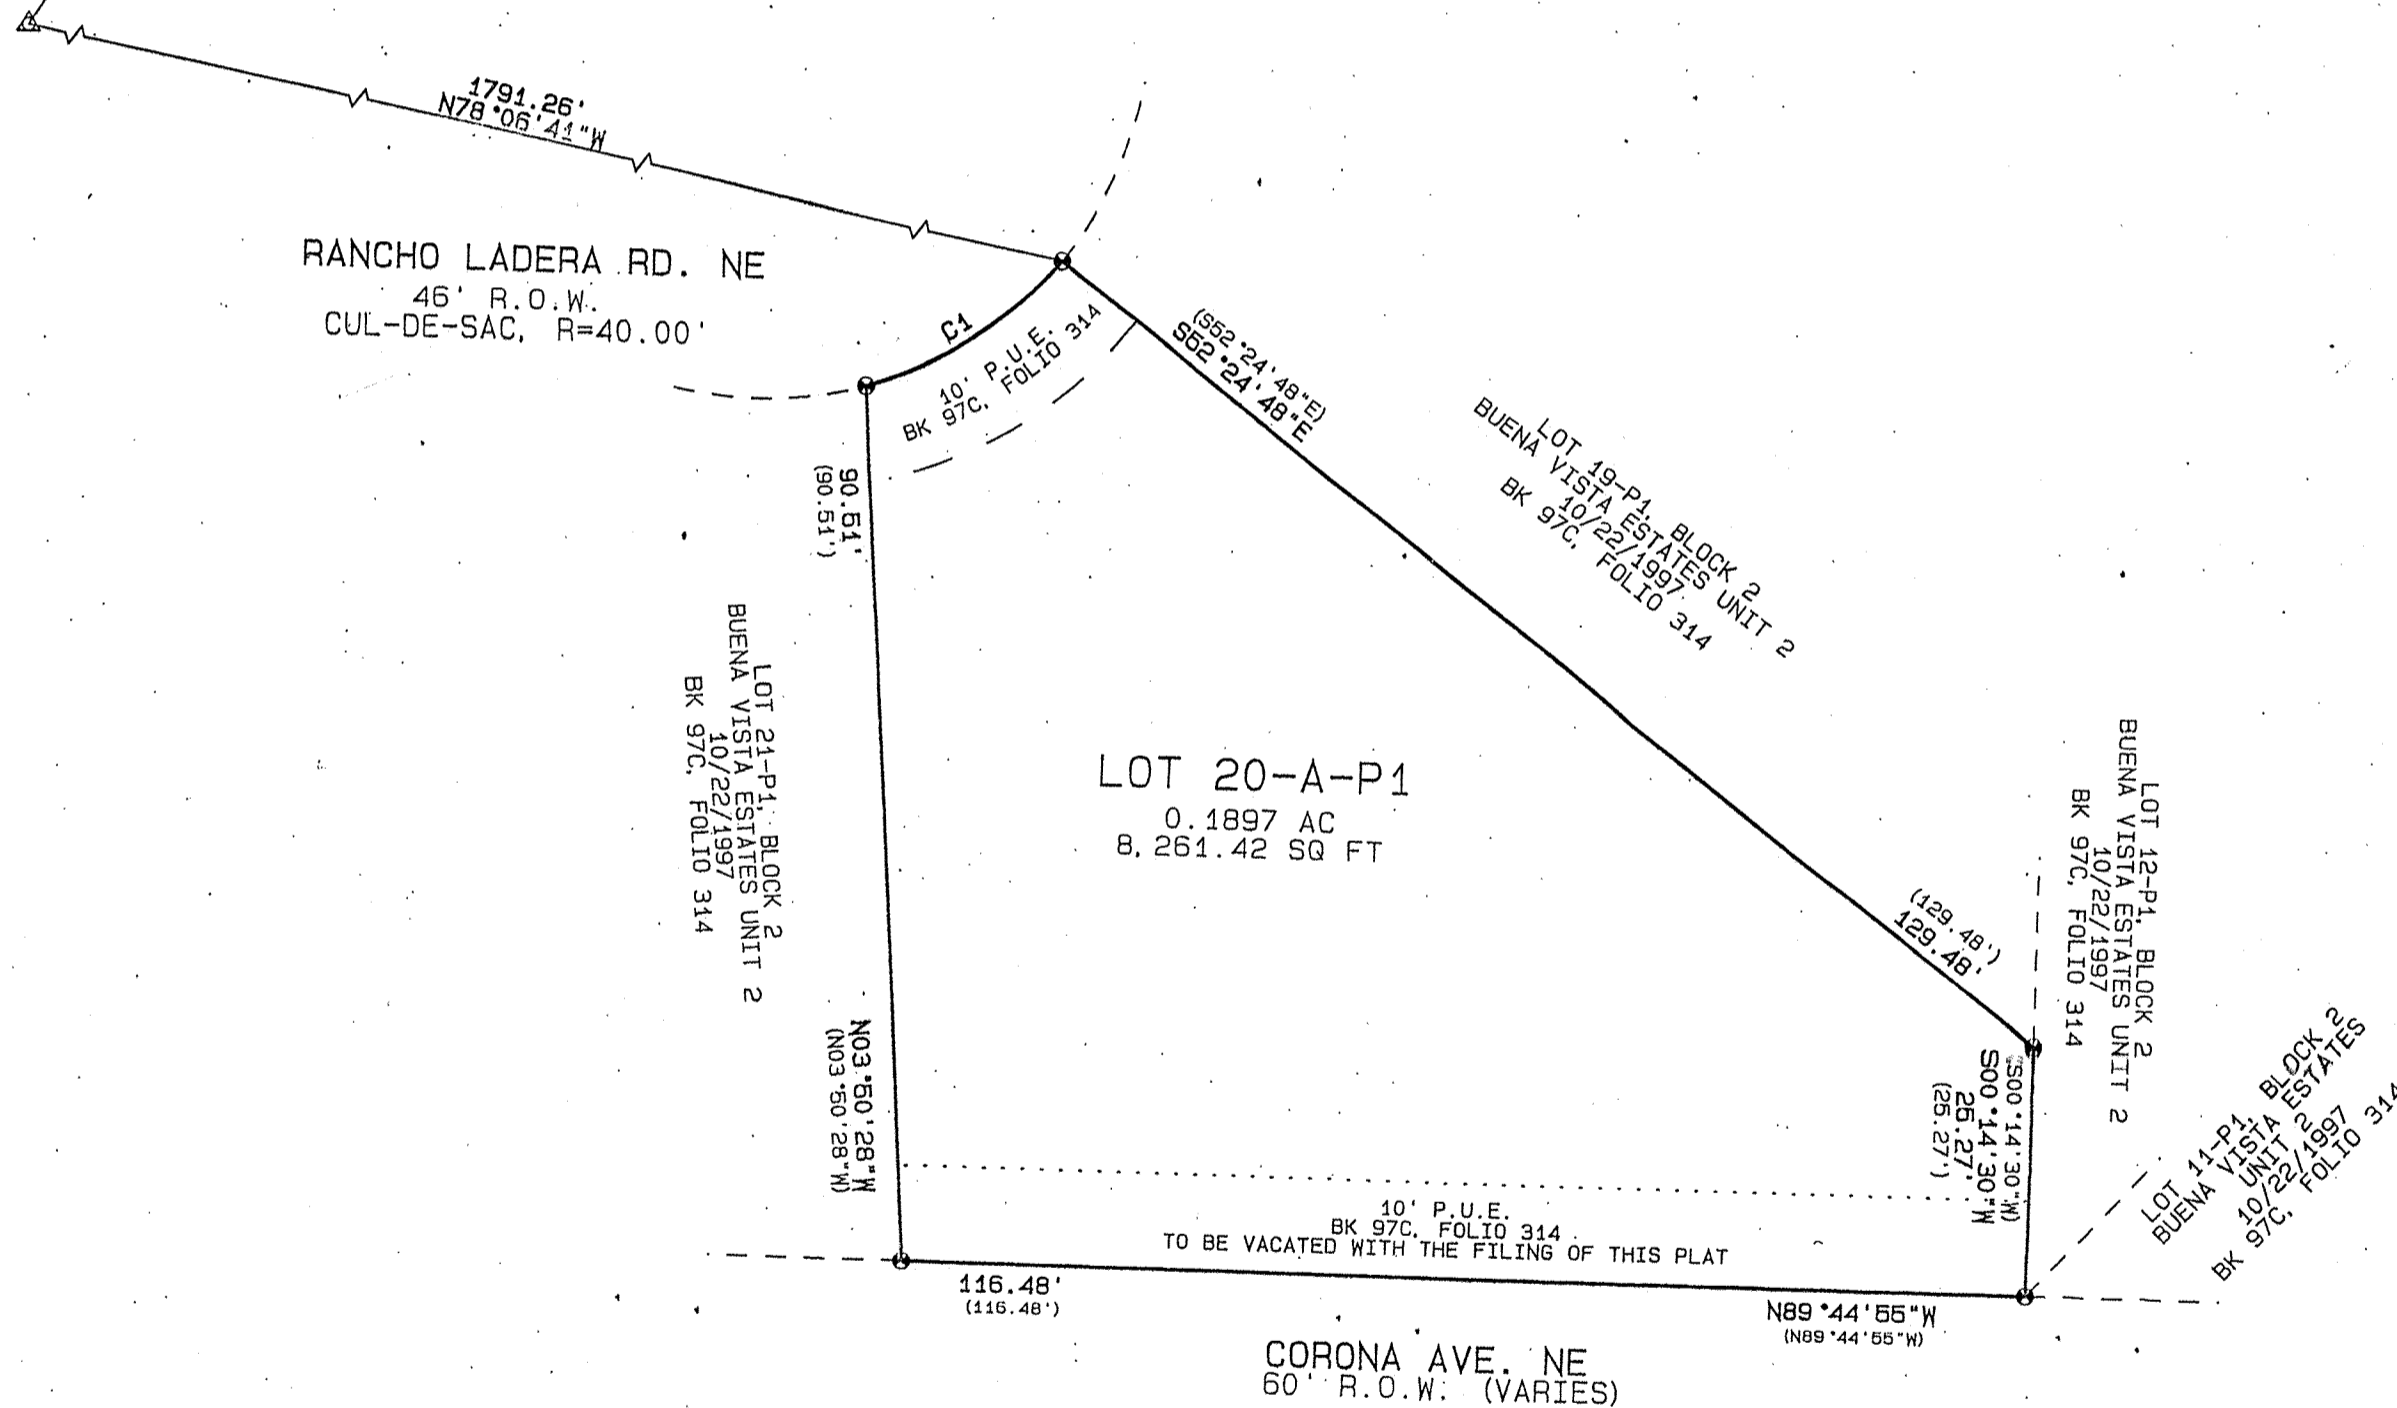 1791.26'
N78°06'41"W
RANCHO LADERA RD. NE
46' R.O.W.
CUL-DE-SAC, R=40.00'
C1
10' P.U.E.
BK 97C, FOLIO 314
(S52°24'48"E)
S52°24'48"E
LOT 19-P1, BLOCK 2
BUENA VISTA ESTATES UNIT 2
10/22/1997
BK 97C, FOLIO 314
90.51'
(90.51')
LOT 21-P1, BLOCK 2
BUENA VISTA ESTATES UNIT 2
10/22/1997
BK 97C, FOLIO 314
LOT 20-A-P1
0.1897 AC
8,261.42 SQ FT
(129.48')
129.48'
LOT 12-P1, BLOCK 2
BUENA VISTA ESTATES UNIT 2
10/22/1997
BK 97C, FOLIO 314
N03°50'28"W
(N03°50'28"W)
(S00°14'30"W)
S00°14'30"W
25.27'
(25.27')
LOT 11-P1, BLOCK 2
BUENA VISTA ESTATES
UNIT 2
10/22/1997
BK 97C, FOLIO 314
10' P.U.E.
BK 97C, FOLIO 314
TO BE VACATED WITH THE FILING OF THIS PLAT
116.48'
(116.48')
N89°44'55"W
(N89°44'55"W)
CORONA AVE. NE
60' R.O.W. (VARIES)